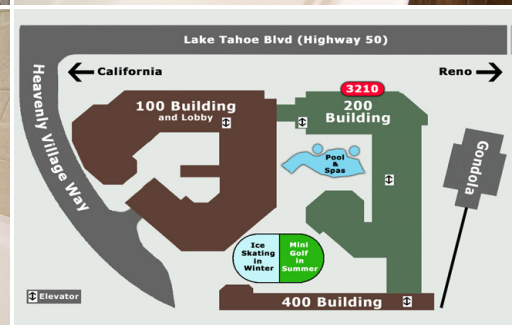 Lake Tahoe Blvd (Highway 50)
California
Reno
Heavenly Village Way
3210
100 Building
and Lobby
200
Building
Pool
&
Spas
Gondola
Ice
Skating
in
Winter
Mini
Golf
in
Summer
Elevator
400 Building